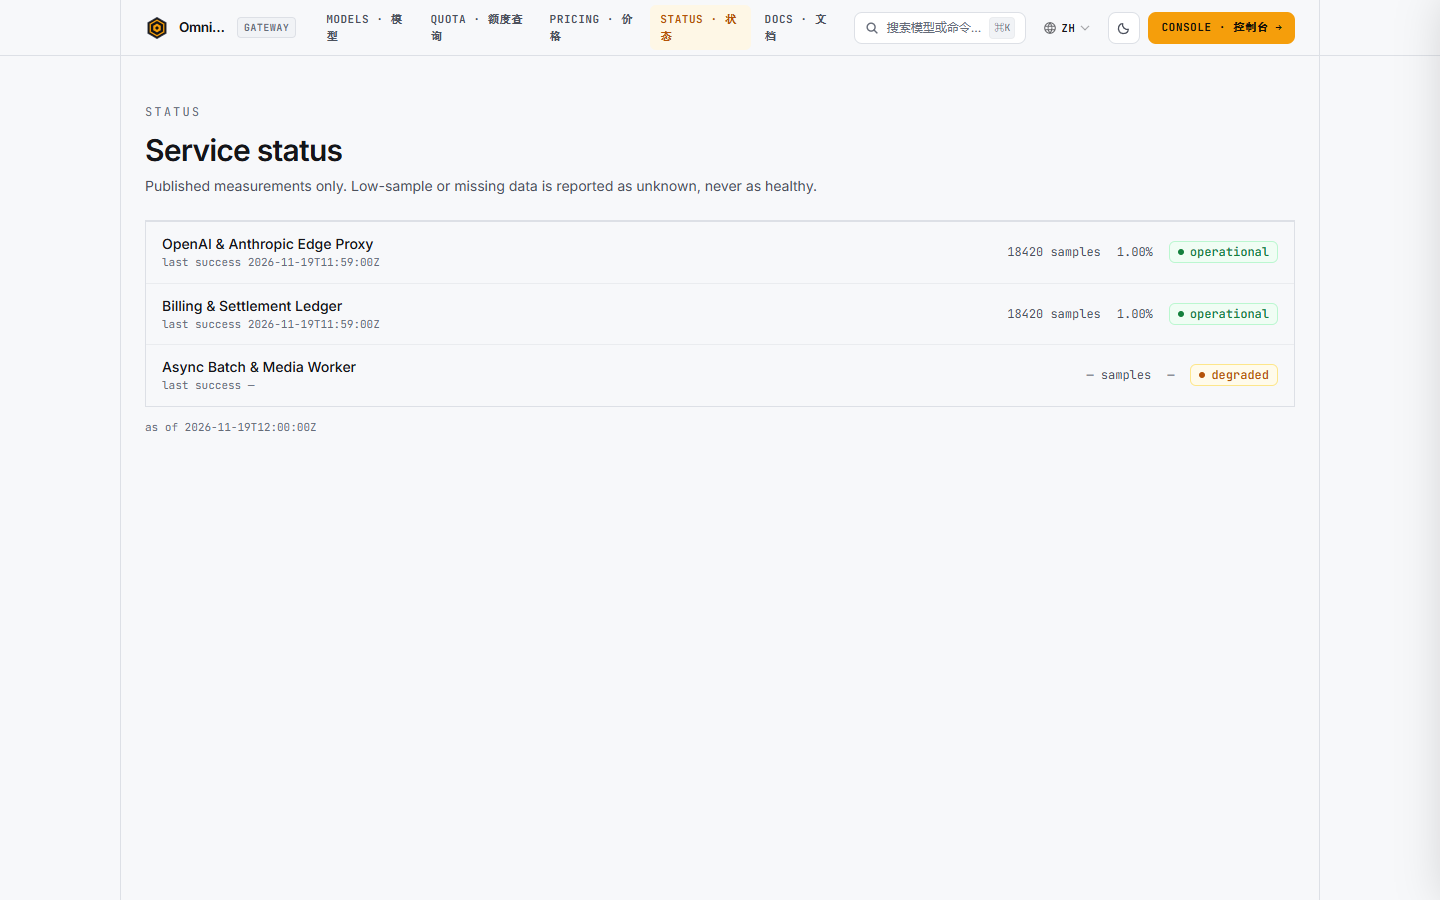 Omni... GATEWAY MODELS · 模型 QUOTA · 额度查询 PRICING · 价格 STATUS · 状态 DOCS · 文档 搜索模型或命令... ⌘K ZH CONSOLE · 控制台 →
STATUS
Service status
Published measurements only. Low-sample or missing data is reported as unknown, never as healthy.
OpenAI & Anthropic Edge Proxy
last success 2026-11-19T11:59:00Z
18420 samples 1.00% operational
Billing & Settlement Ledger
last success 2026-11-19T11:59:00Z
18420 samples 1.00% operational
Async Batch & Media Worker
last success —
— samples — degraded
as of 2026-11-19T12:00:00Z